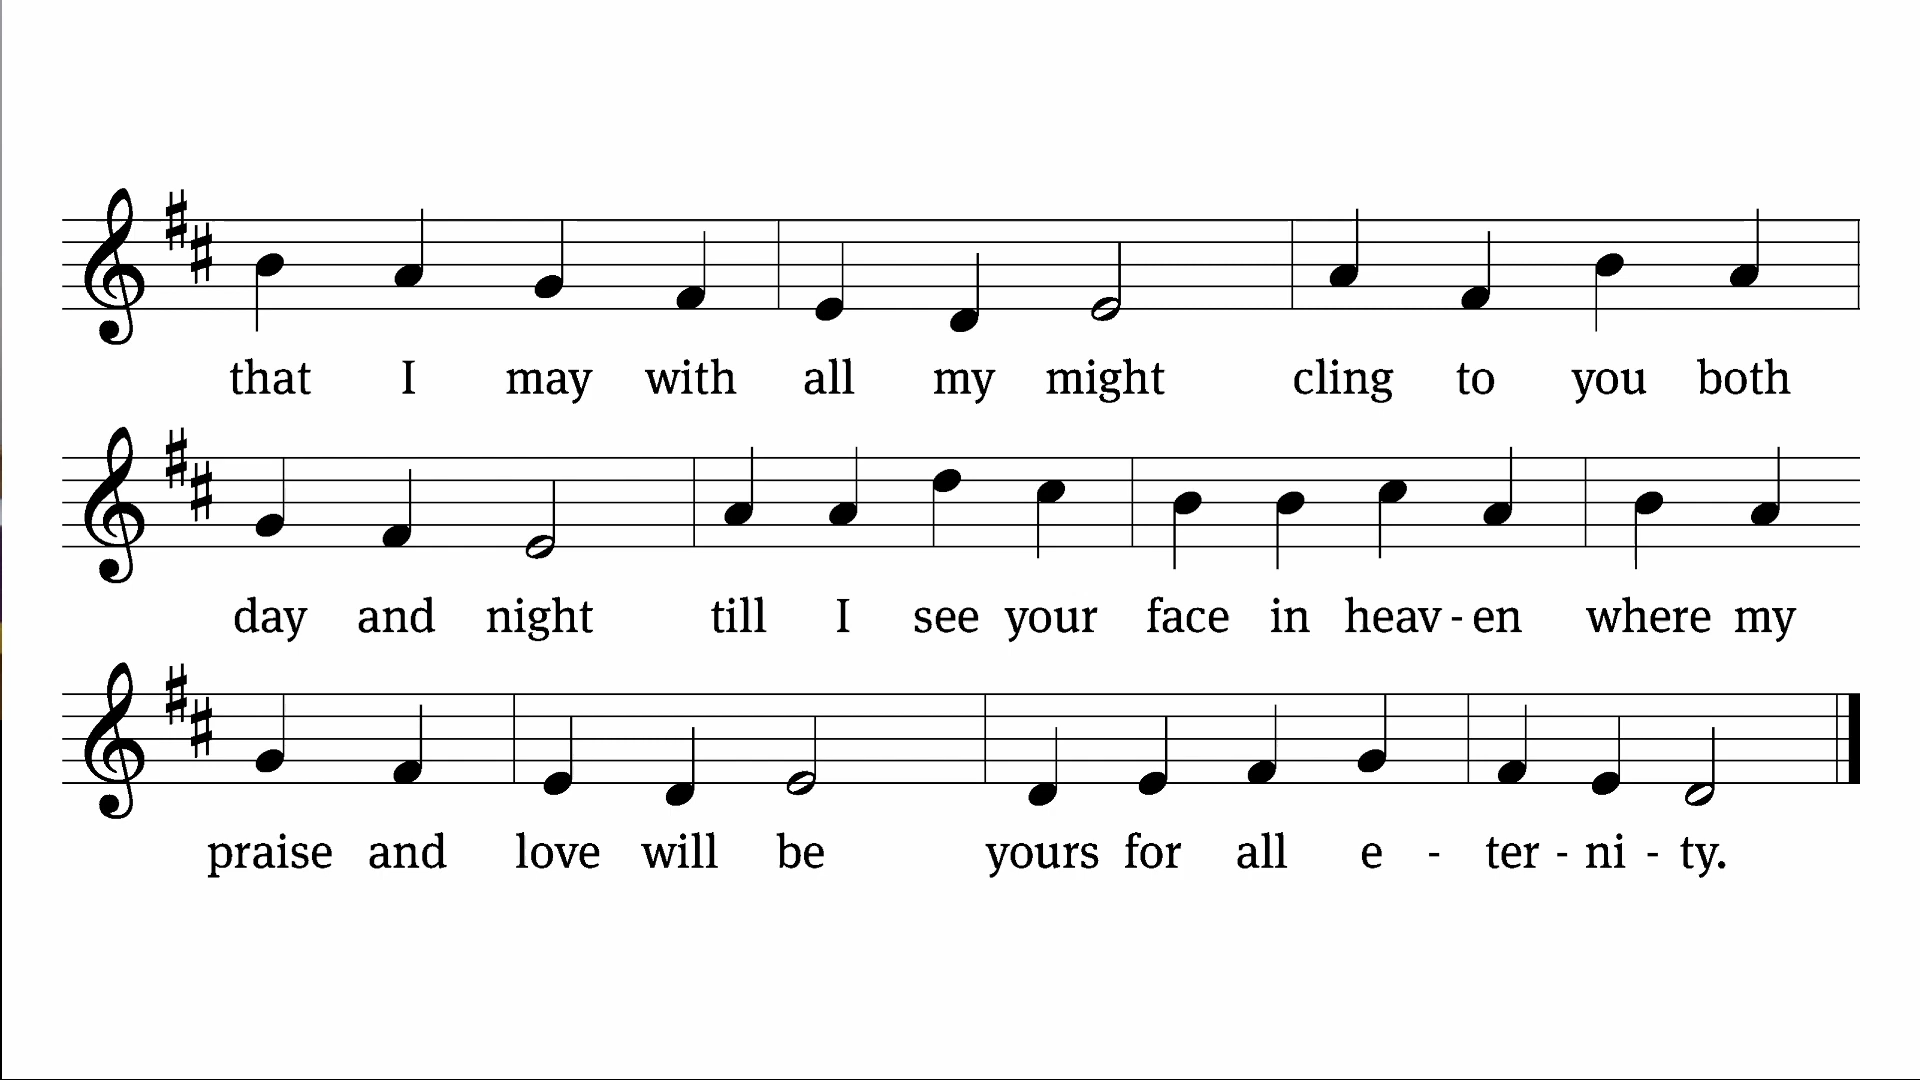 that I may with all my might cling to you both
day and night till I see your face in heav - en where my
praise and love will be yours for all e - ter - ni - ty.